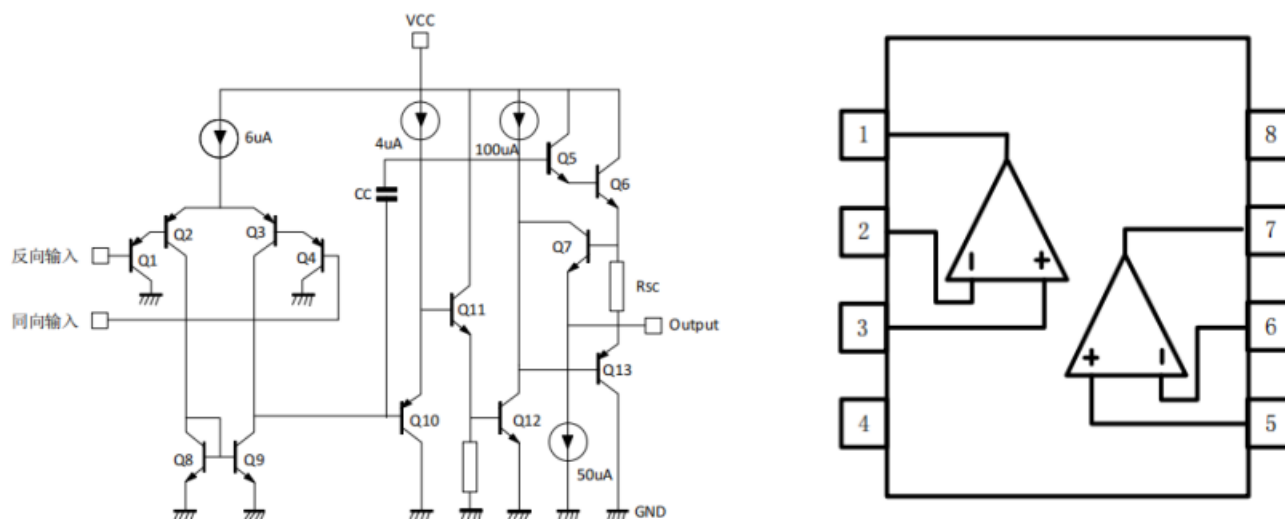 VCC
6uA
4uA
100uA
Q5
CC
Q6
Q2
Q3
Q7
反向输入
Q1
Q4
Rsc
Q11
同向输入
Output
Q13
Q10
Q12
Q8
Q9
50uA
GND
1
8
2
7
3
6
4
5
- +
+ -